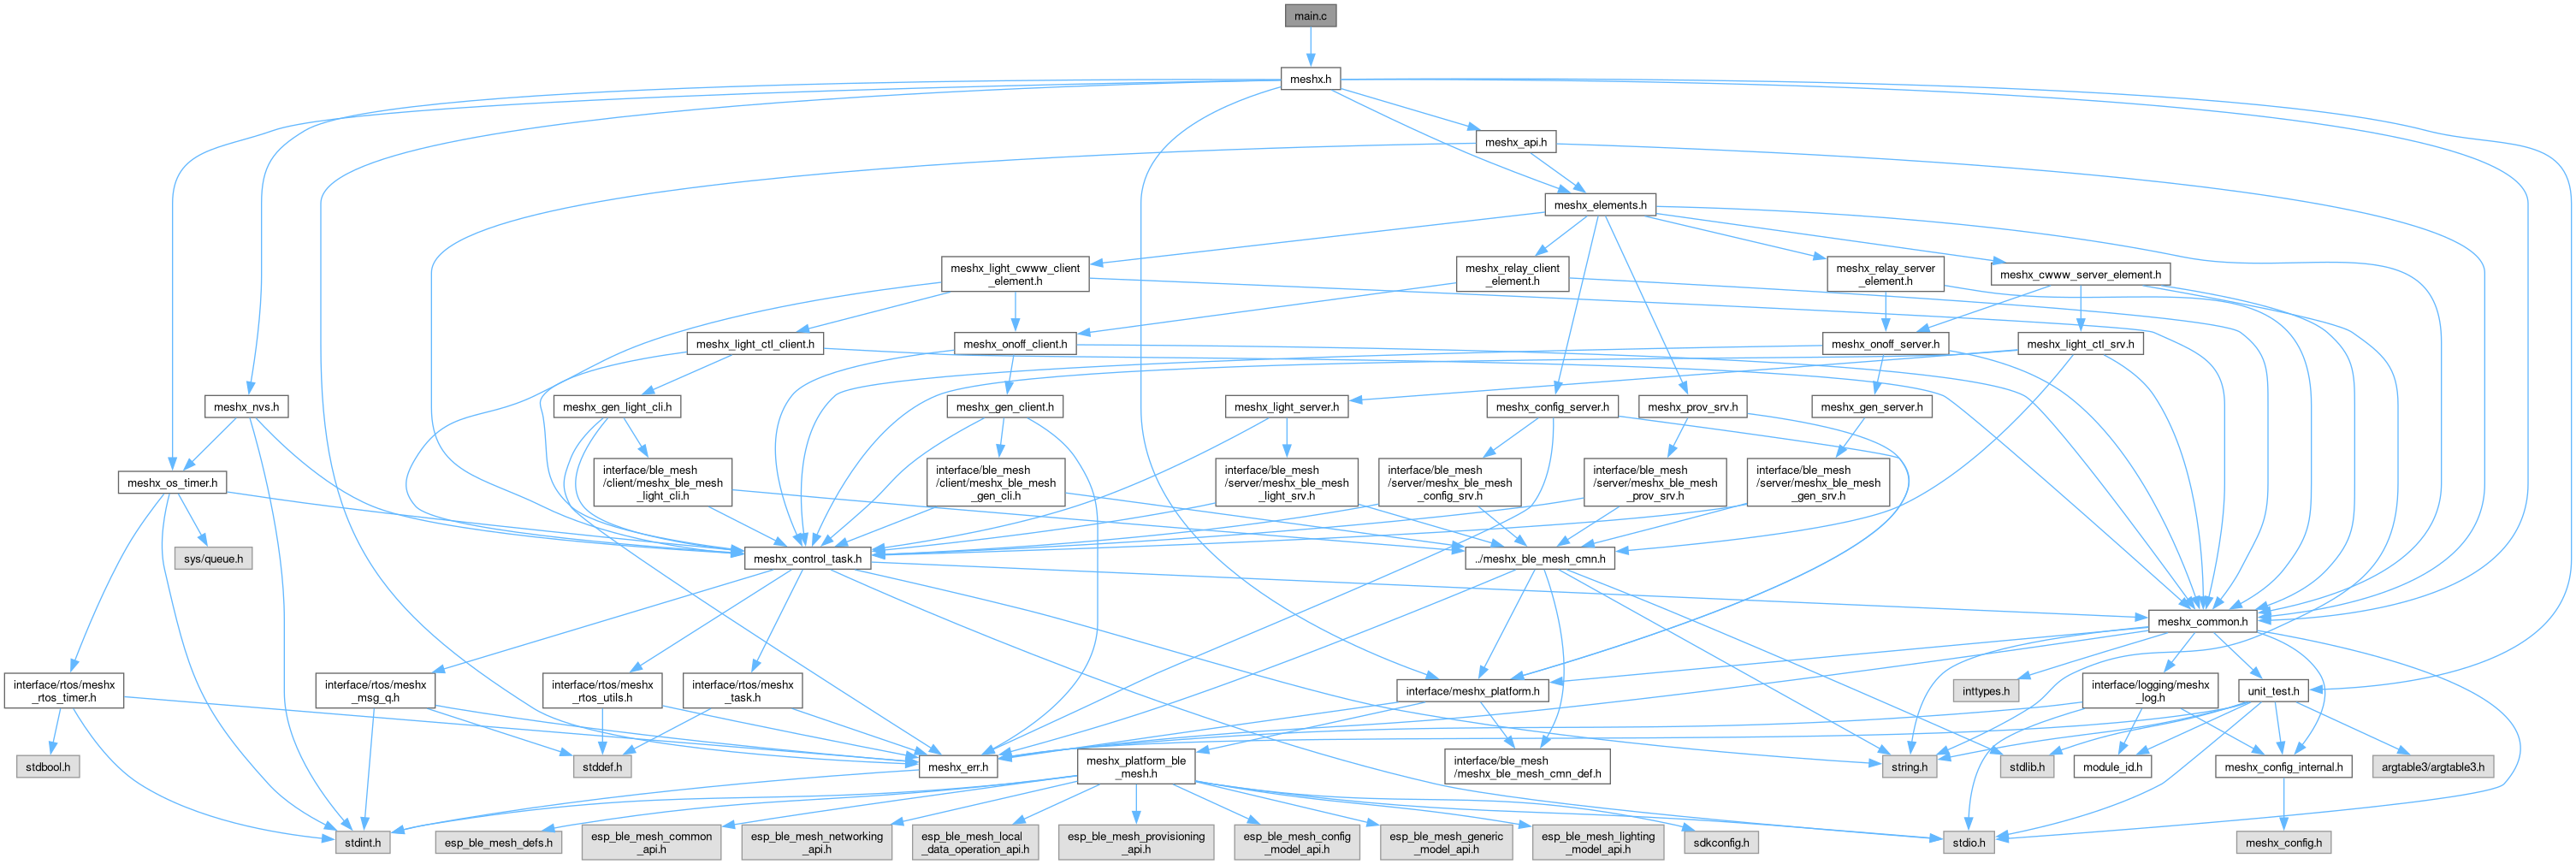 main.c
meshx.h
meshx_api.h
meshx_elements.h
meshx_light_cwww_client
_element.h
meshx_relay_client
_element.h
meshx_relay_server
_element.h
meshx_cwww_server_element.h
meshx_light_ctl_client.h
meshx_onoff_client.h
meshx_onoff_server.h
meshx_light_ctl_srv.h
meshx_nvs.h
meshx_gen_light_cli.h
meshx_gen_client.h
meshx_light_server.h
meshx_config_server.h
meshx_prov_srv.h
meshx_gen_server.h
meshx_os_timer.h
interface/ble_mesh
/client/meshx_ble_mesh
_light_cli.h
interface/ble_mesh
/client/meshx_ble_mesh
_gen_cli.h
interface/ble_mesh
/server/meshx_ble_mesh
_light_srv.h
interface/ble_mesh
/server/meshx_ble_mesh
_config_srv.h
interface/ble_mesh
/server/meshx_ble_mesh
_prov_srv.h
interface/ble_mesh
/server/meshx_ble_mesh
_gen_srv.h
sys/queue.h
meshx_control_task.h
../meshx_ble_mesh_cmn.h
meshx_common.h
interface/rtos/meshx
_rtos_timer.h
interface/rtos/meshx
_msg_q.h
interface/rtos/meshx
_rtos_utils.h
interface/rtos/meshx
_task.h
interface/meshx_platform.h
inttypes.h
interface/logging/meshx
_log.h
unit_test.h
stdbool.h
stddef.h
meshx_err.h
meshx_platform_ble
_mesh.h
interface/ble_mesh
/meshx_ble_mesh_cmn_def.h
string.h
stdlib.h
module_id.h
meshx_config_internal.h
argtable3/argtable3.h
stdint.h
esp_ble_mesh_defs.h
esp_ble_mesh_common
_api.h
esp_ble_mesh_networking
_api.h
esp_ble_mesh_local
_data_operation_api.h
esp_ble_mesh_provisioning
_api.h
esp_ble_mesh_config
_model_api.h
esp_ble_mesh_generic
_model_api.h
esp_ble_mesh_lighting
_model_api.h
sdkconfig.h
stdio.h
meshx_config.h